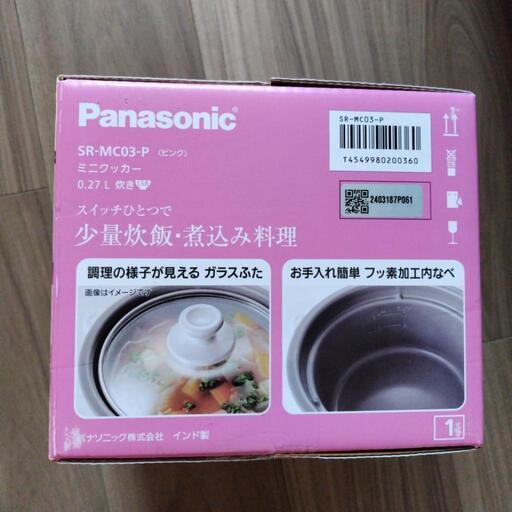 Panasonic®
SR-MC03-P （ピンク）
ミニクッカー
0.27 L 炊き
スイッチひとつで
少量炊飯・煮込み料理
SR-MC03-P
T4549980200360
2403187P061
4
調理の様子が見える ガラスふた
画像はイメージです
お手入れ簡単 フッ素加工内なべ
パナソニック株式会社 インド製
1